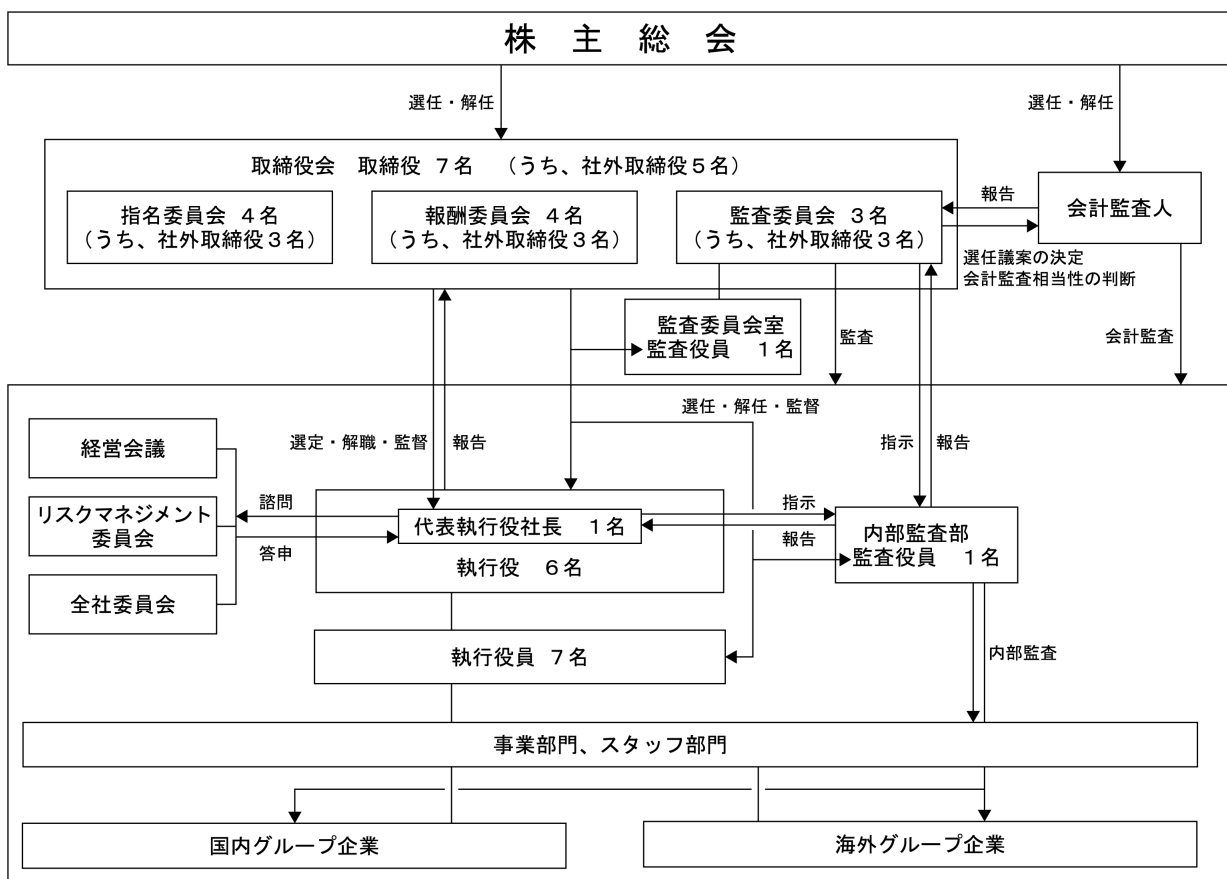 株主総会
選任・解任
選任・解任
取締役会 取締役 7名 (うち、社外取締役5名)
指名委員会 4名
(うち、社外取締役3名)
報酬委員会 4名
(うち、社外取締役3名)
監査委員会 3名
(うち、社外取締役3名)
報告
会計監査人
選任議案の決定
会計監査相当性の判断
監査委員会室
監査役員 1名
監査
会計監査
選任・解任・監督
経営会議
選定・解職・監督
報告
指示
報告
リスクマネジメント
委員会
諮問
答申
代表執行役社長 1名
執行役 6名
指示
報告
内部監査部
監査役員 1名
全社委員会
執行役員 7名
内部監査
事業部門、スタッフ部門
国内グループ企業
海外グループ企業